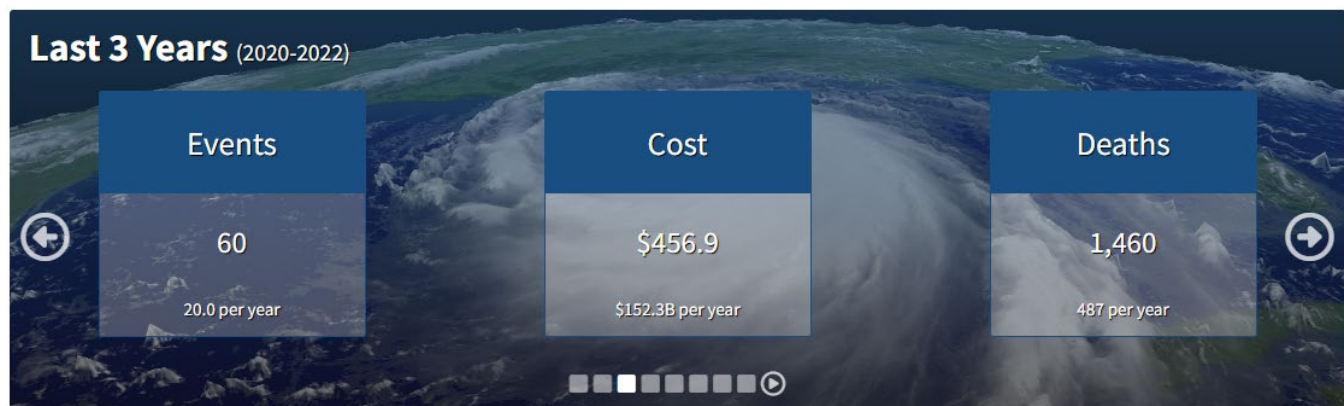 Last 3 Years (2020-2022)
Events
60
20.0 per year
Cost
$456.9
$152.3B per year
Deaths
1,460
487 per year